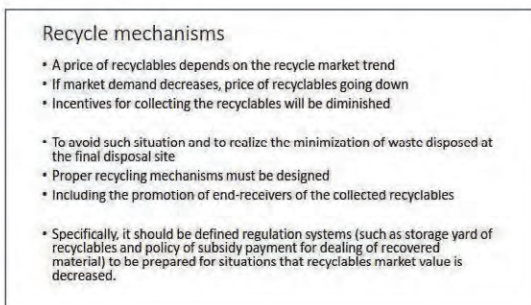 Recycle mechanisms
• A price of recyclables depends on the recycle market trend
• If market demand decreases, price of recyclables going down
• Incentives for collecting the recyclables will be diminished
• To avoid such situation and to realize the minimization of waste disposed at
the final disposal site
• Proper recycling mechanisms must be designed
• Including the promotion of end-receivers of the collected recyclables
• Specifically, it should be defined regulation systems (such as storage yard of
recyclables and policy of subsidy payment for dealing of recovered
material) to be prepared for situations that recyclables market value is
decreased.